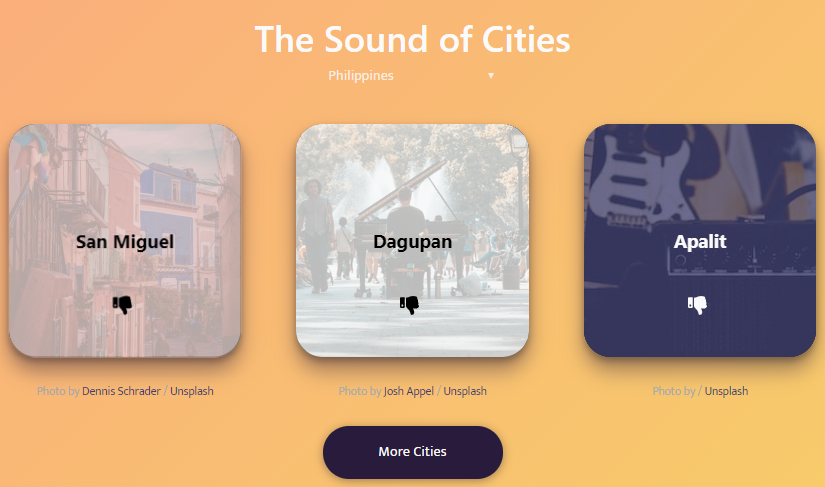 The Sound of Cities
Philippines
San Miguel
Dagupan
Apalit
Photo by Dennis Schrader / Unsplash
Photo by Josh Appel / Unsplash
Photo by / Unsplash
More Cities